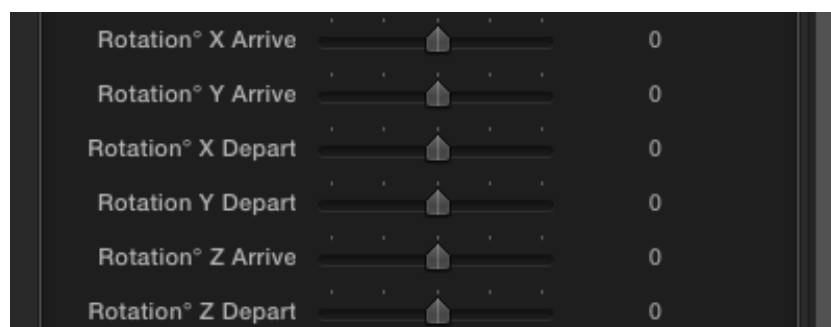 Rotation° X Arrive 0
Rotation° Y Arrive 0
Rotation° X Depart 0
Rotation Y Depart 0
Rotation° Z Arrive 0
Rotation° Z Depart 0